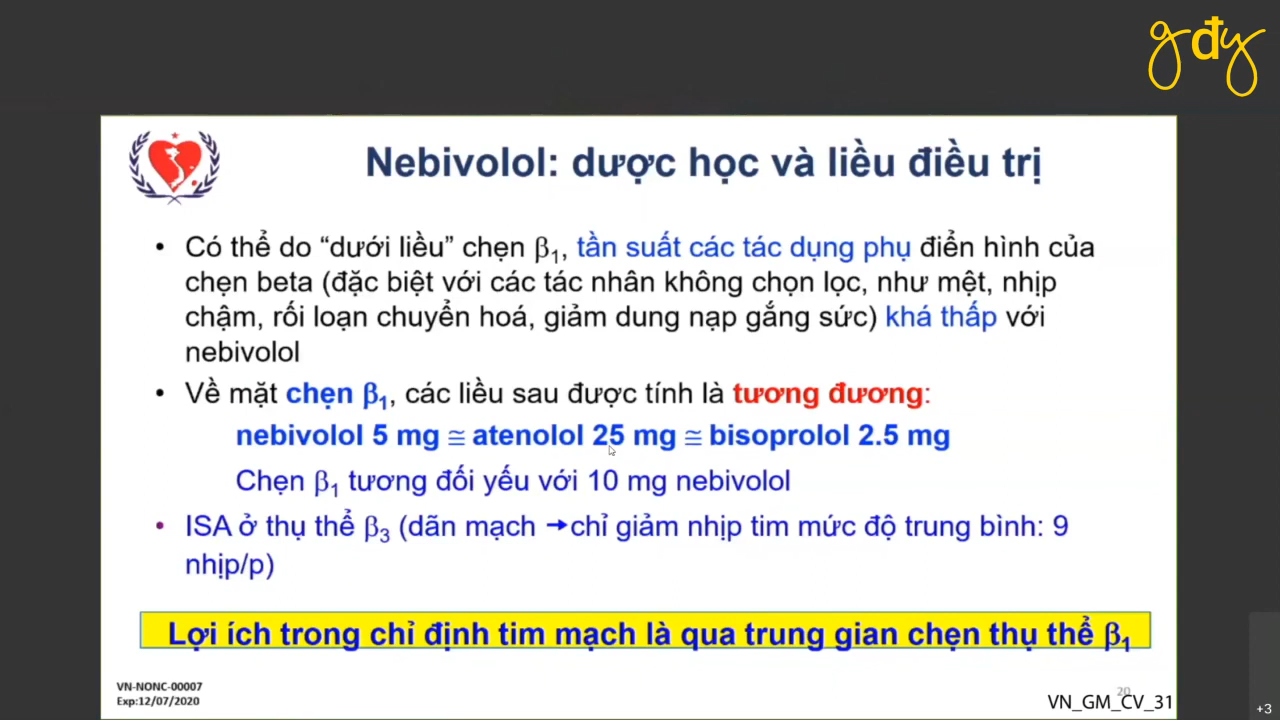 gđy
Nebivolol: dược học và liều điều trị
• Có thể do “dưới liều” chẹn β1, tần suất các tác dụng phụ điển hình của
chẹn beta (đặc biệt với các tác nhân không chọn lọc, như mệt, nhịp
chậm, rối loạn chuyển hoá, giảm dung nạp gắng sức) khá thấp với
nebivolol
• Về mặt chẹn β1, các liều sau được tính là tương đương:
nebivolol 5 mg ≅ atenolol 25 mg ≅ bisoprolol 2.5 mg
Chẹn β1 tương đối yếu với 10 mg nebivolol
• ISA ở thụ thể β3 (dãn mạch ➝chỉ giảm nhịp tim mức độ trung bình: 9
nhịp/p)
Lợi ích trong chỉ định tim mạch là qua trung gian chẹn thụ thể β1
VN-NONC-00007
Exp:12/07/2020
20
VN_GM_CV_31
+3